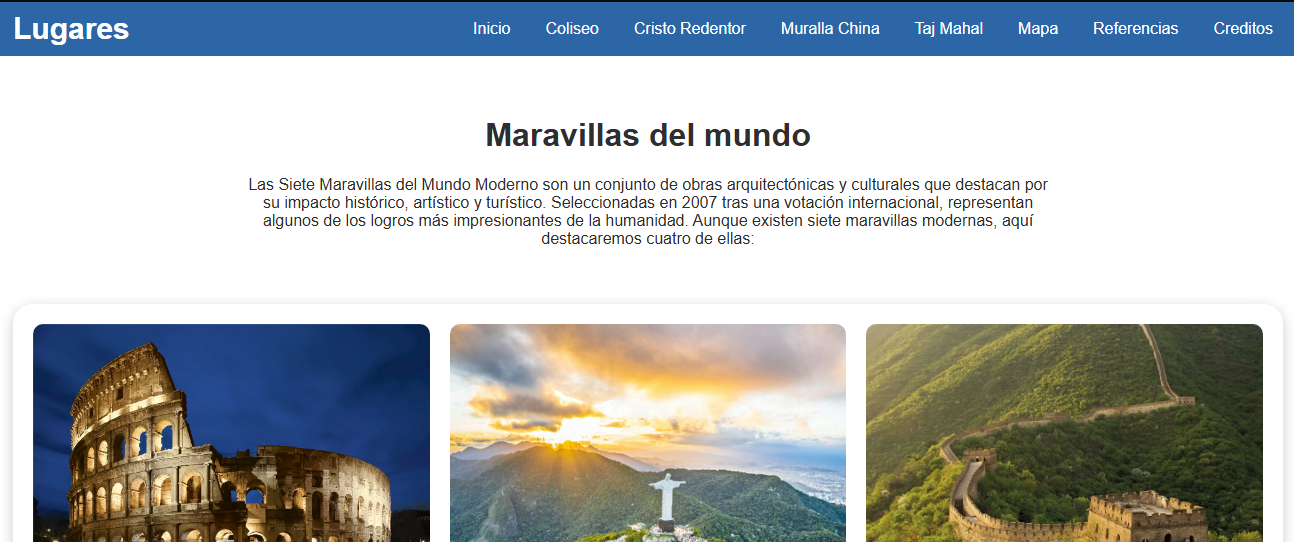 Lugares
Inicio Coliseo Cristo Redentor Muralla China Taj Mahal Mapa Referencias Creditos
Maravillas del mundo
Las Siete Maravillas del Mundo Moderno son un conjunto de obras arquitectónicas y culturales que destacan por
su impacto histórico, artístico y turístico. Seleccionadas en 2007 tras una votación internacional, representan
algunos de los logros más impresionantes de la humanidad. Aunque existen siete maravillas modernas, aquí
destacaremos cuatro de ellas: